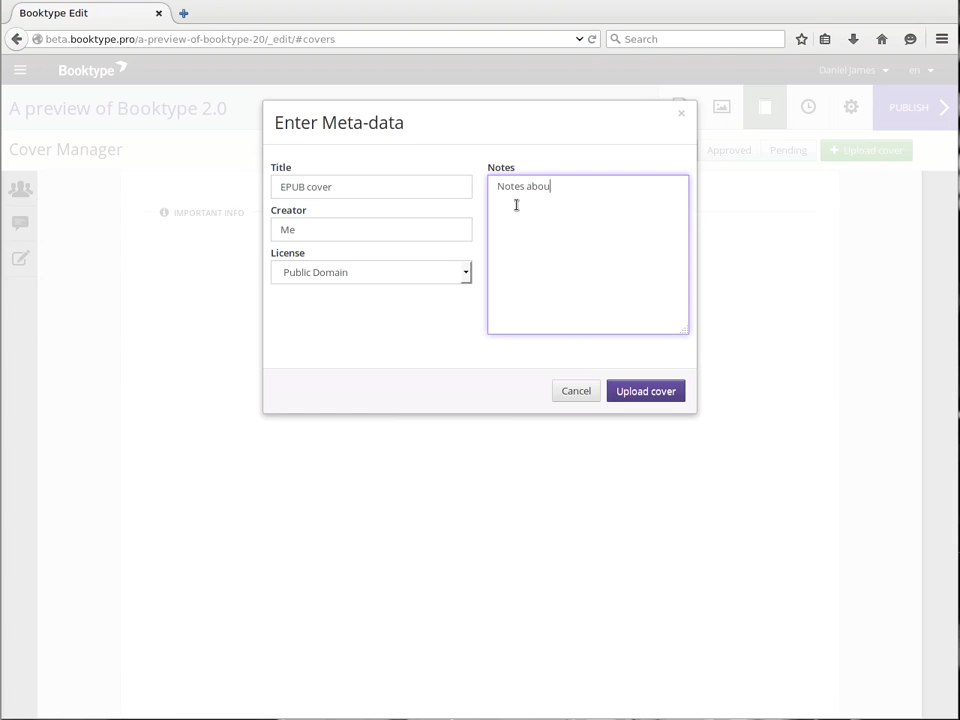 Booktype Edit
beta.booktype.pro/a-preview-of-booktype-20/_edit/#covers
Search
Booktype
Daniel James
en
A preview of Booktype 2.0
PUBLISH
Cover Manager
Approved
Pending
Upload cover
IMPORTANT INFO
Enter Meta-data
Title
EPUB cover
Creator
Me
License
Public Domain
Notes
Notes abou
Cancel
Upload cover